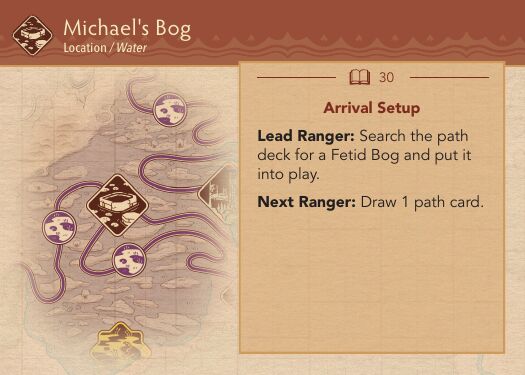 Michael's Bog
Location / Water
30
Arrival Setup
Lead Ranger: Search the path
deck for a Fetid Bog and put it
into play.
Next Ranger: Draw 1 path card.